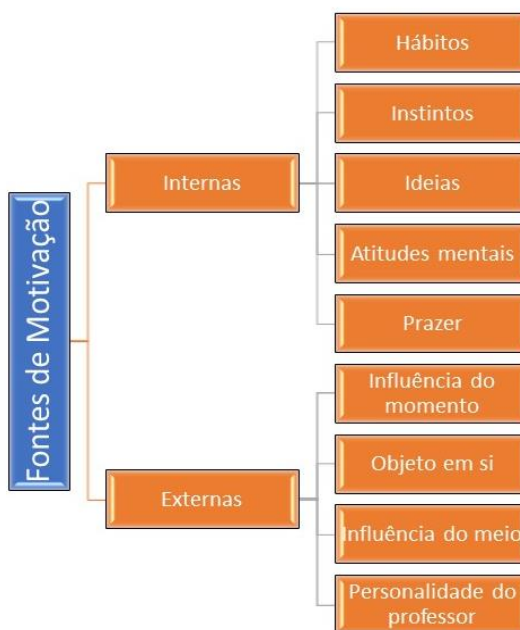 Fontes de Motivação
Internas
Hábitos
Instintos
Ideias
Atitudes mentais
Prazer
Externas
Influência do
momento
Objeto em si
Influência do meio
Personalidade do
professor